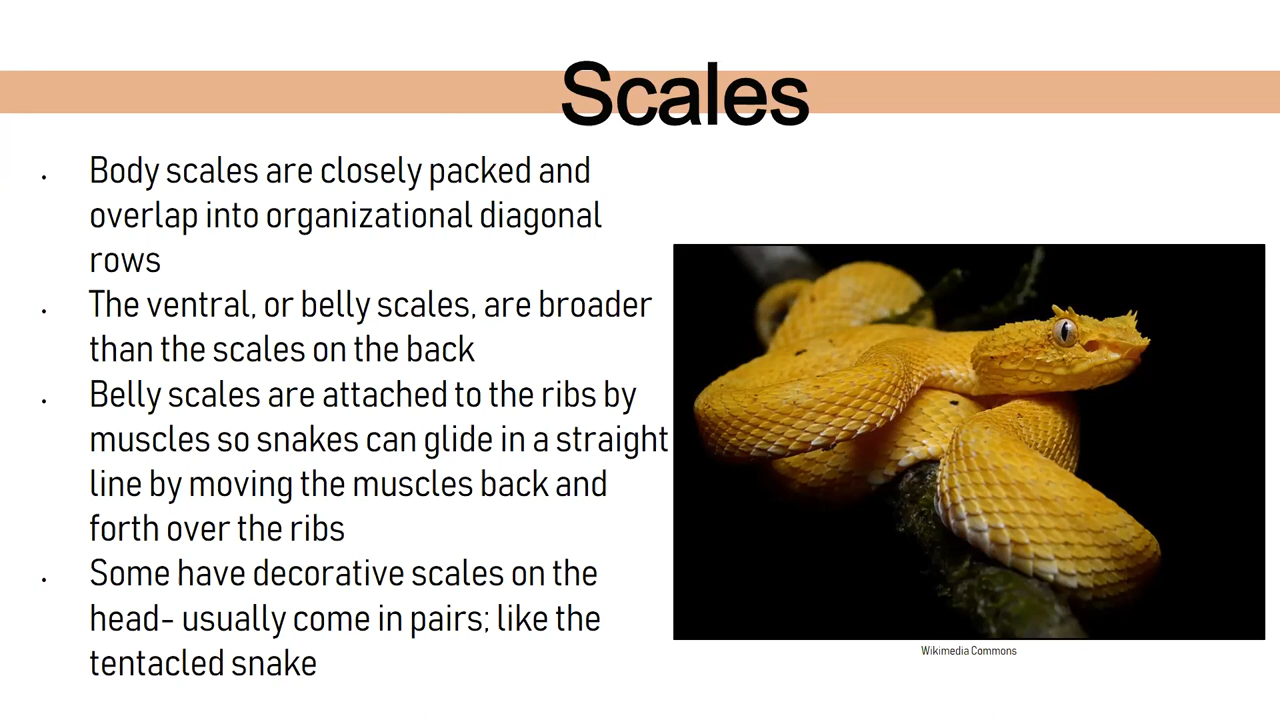 Scales
Body scales are closely packed and
overlap into organizational diagonal
rows
The ventral, or belly scales, are broader
than the scales on the back
Belly scales are attached to the ribs by
muscles so snakes can glide in a straight
line by moving the muscles back and
forth over the ribs
Some have decorative scales on the
head- usually come in pairs; like the
tentacled snake
Wikimedia Commons